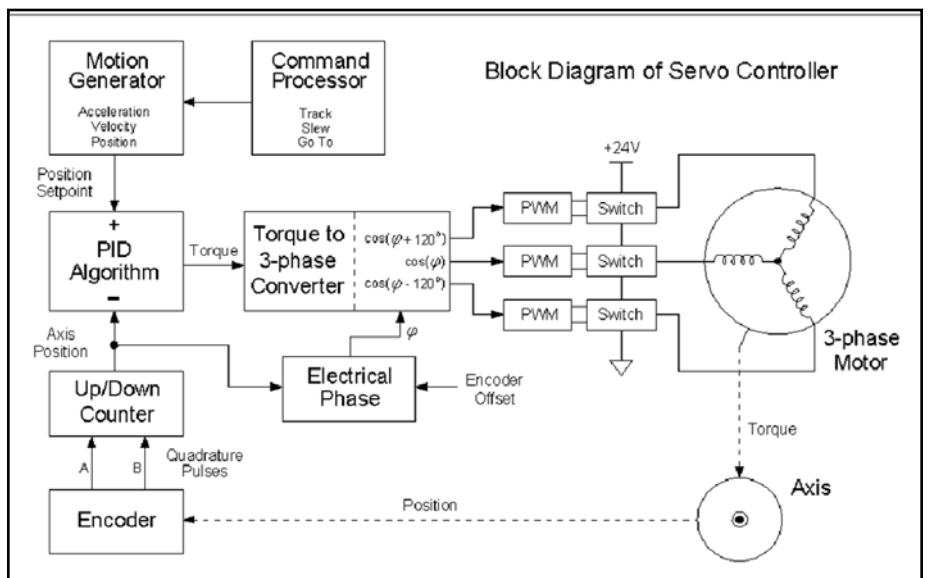 Block Diagram of Servo Controller
Motion
Generator
Acceleration
Velocity
Position
Command
Processor
Track
Slew
Go To
Position
Setpoint
+
PID
Algorithm
−
Torque
Torque to
3-phase
Converter
cos(φ + 120°)
cos(φ)
cos(φ - 120°)
+24V
PWM
Switch
PWM
Switch
PWM
Switch
3-phase
Motor
φ
Axis
Position
Electrical
Phase
Encoder
Offset
Up/Down
Counter
A
B
Quadrature
Pulses
Torque
Encoder
Position
Axis